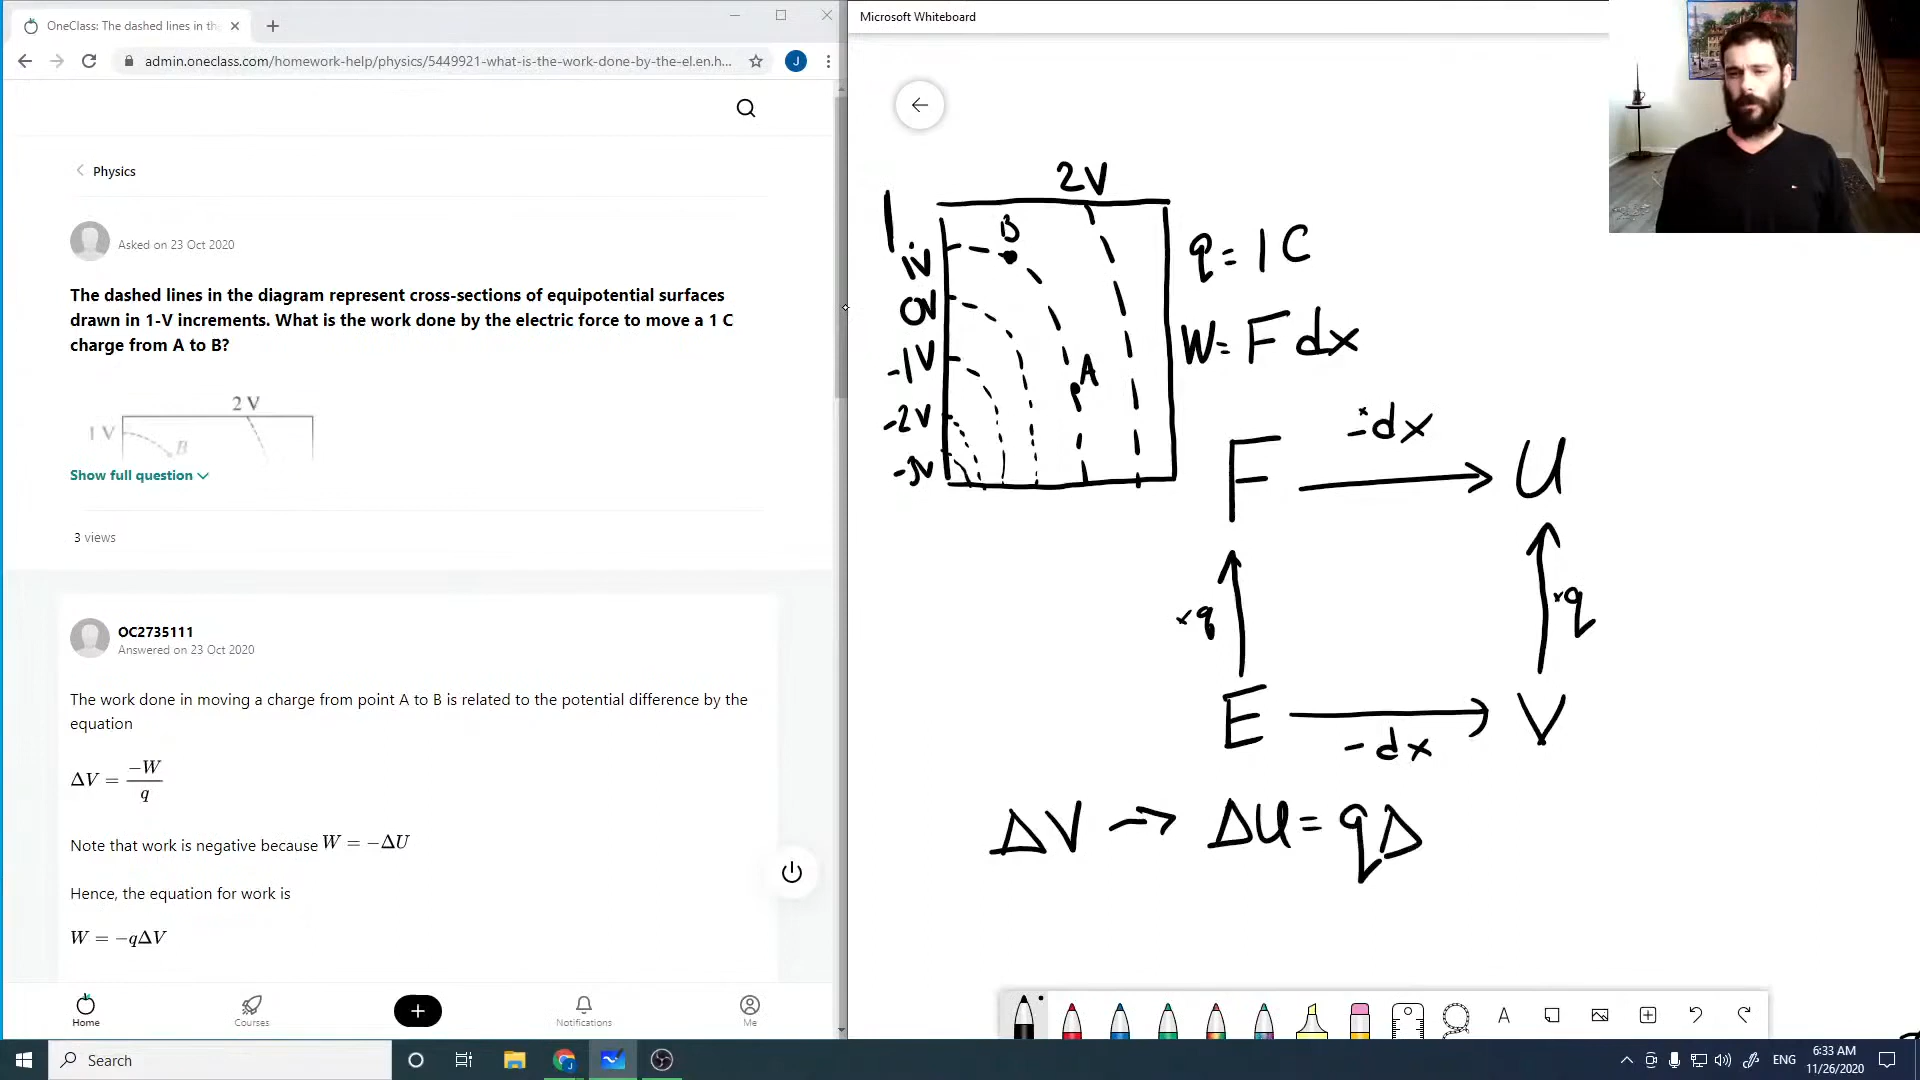 OneClass: The dashed lines in th
admin.oneclass.com/homework-help/physics/5449921-what-is-the-work-done-by-the-el.en.h...
J
Physics
Asked on 23 Oct 2020
The dashed lines in the diagram represent cross-sections of equipotential surfaces
drawn in 1-V increments. What is the work done by the electric force to move a 1 C
charge from A to B?
2 V
1 V
B
Show full question
3 views
OC2735111
Answered on 23 Oct 2020
The work done in moving a charge from point A to B is related to the potential difference by the
equation
ΔV = -W/q
Note that work is negative because W = -ΔU
Hence, the equation for work is
W = -qΔV
Home
Courses
Notifications
Me
Microsoft Whiteboard
2V
B
1V
0V
-1V
-2V
-3V
A
q = 1 C
W = F dx
F
-dx
U
×q
×q
E
-dx
V
ΔV → ΔU = qΔ
A
Search
ENG
6:33 AM
11/26/2020